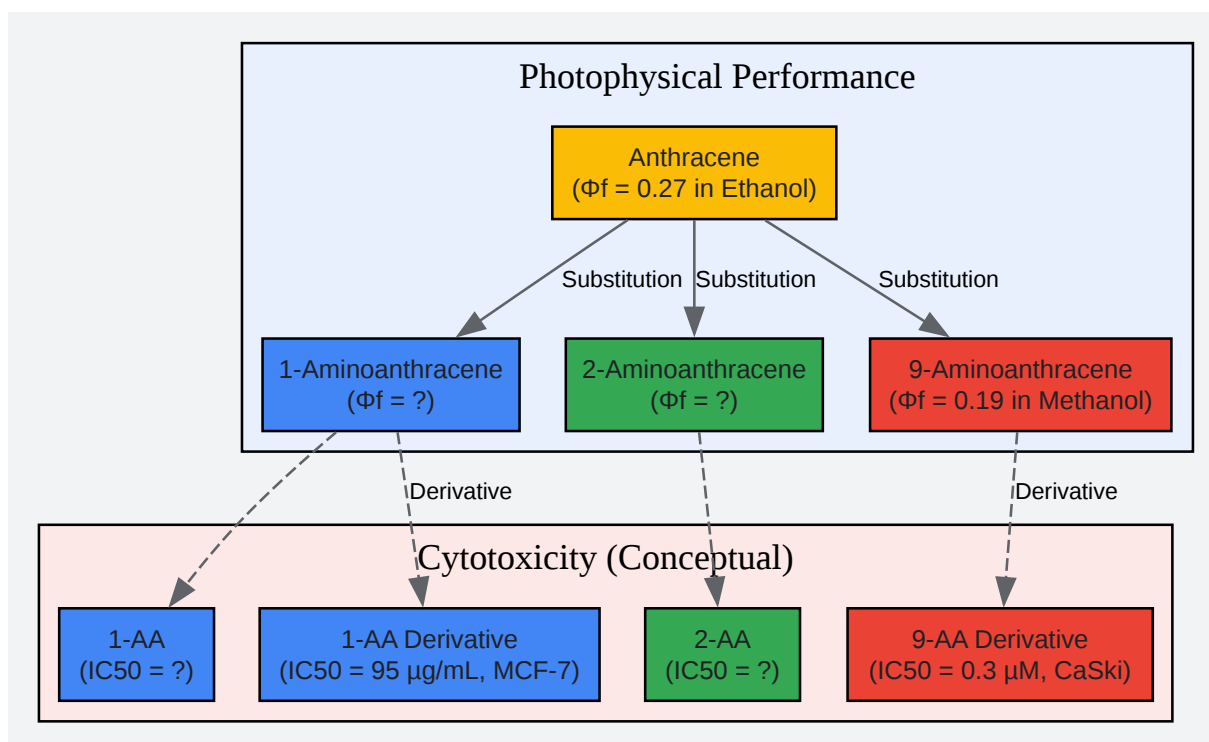 Photophysical Performance
Anthracene
(Φf = 0.27 in Ethanol)
Substitution
Substitution
Substitution
1-Aminoanthracene
(Φf = ?)
2-Aminoanthracene
(Φf = ?)
9-Aminoanthracene
(Φf = 0.19 in Methanol)
Derivative
Derivative
Cytotoxicity (Conceptual)
1-AA
(IC50 = ?)
1-AA Derivative
(IC50 = 95 µg/mL, MCF-7)
2-AA
(IC50 = ?)
9-AA Derivative
(IC50 = 0.3 µM, CaSki)